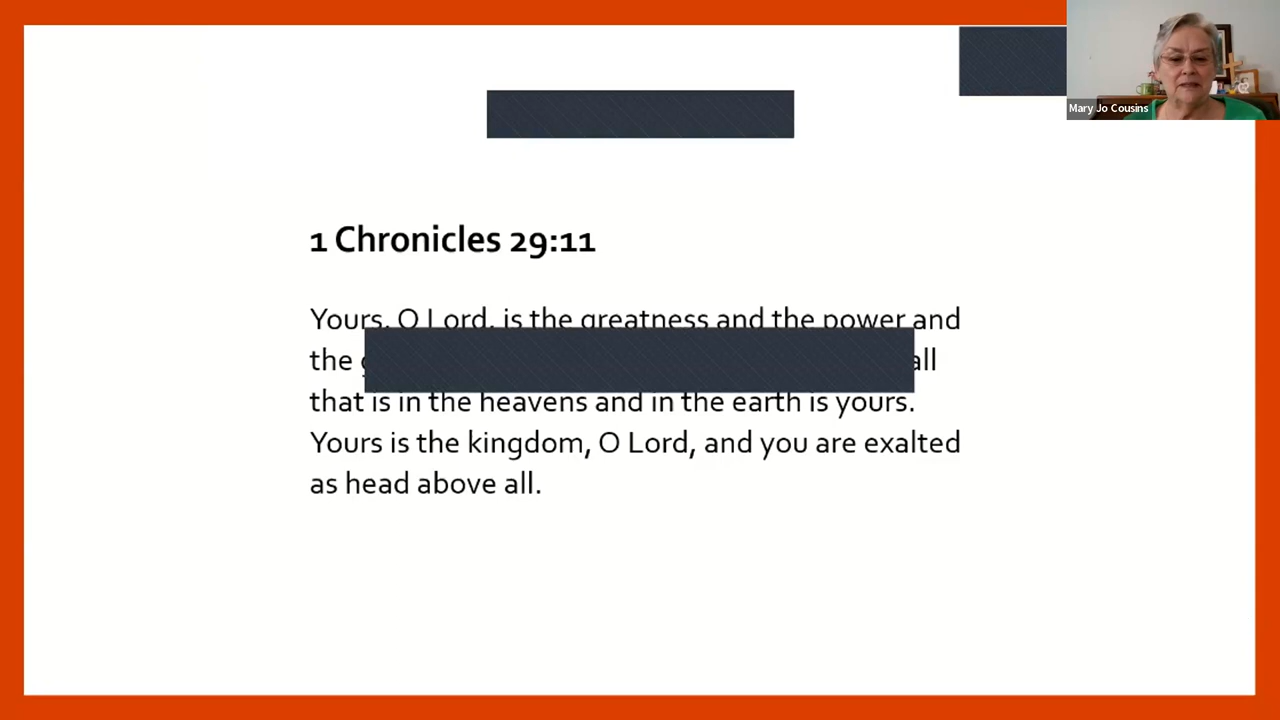 Mary Jo Cousins
1 Chronicles 29:11
Yours, O Lord, is the greatness and the power and
the all
that is in the heavens and in the earth is yours.
Yours is the kingdom, O Lord, and you are exalted
as head above all.